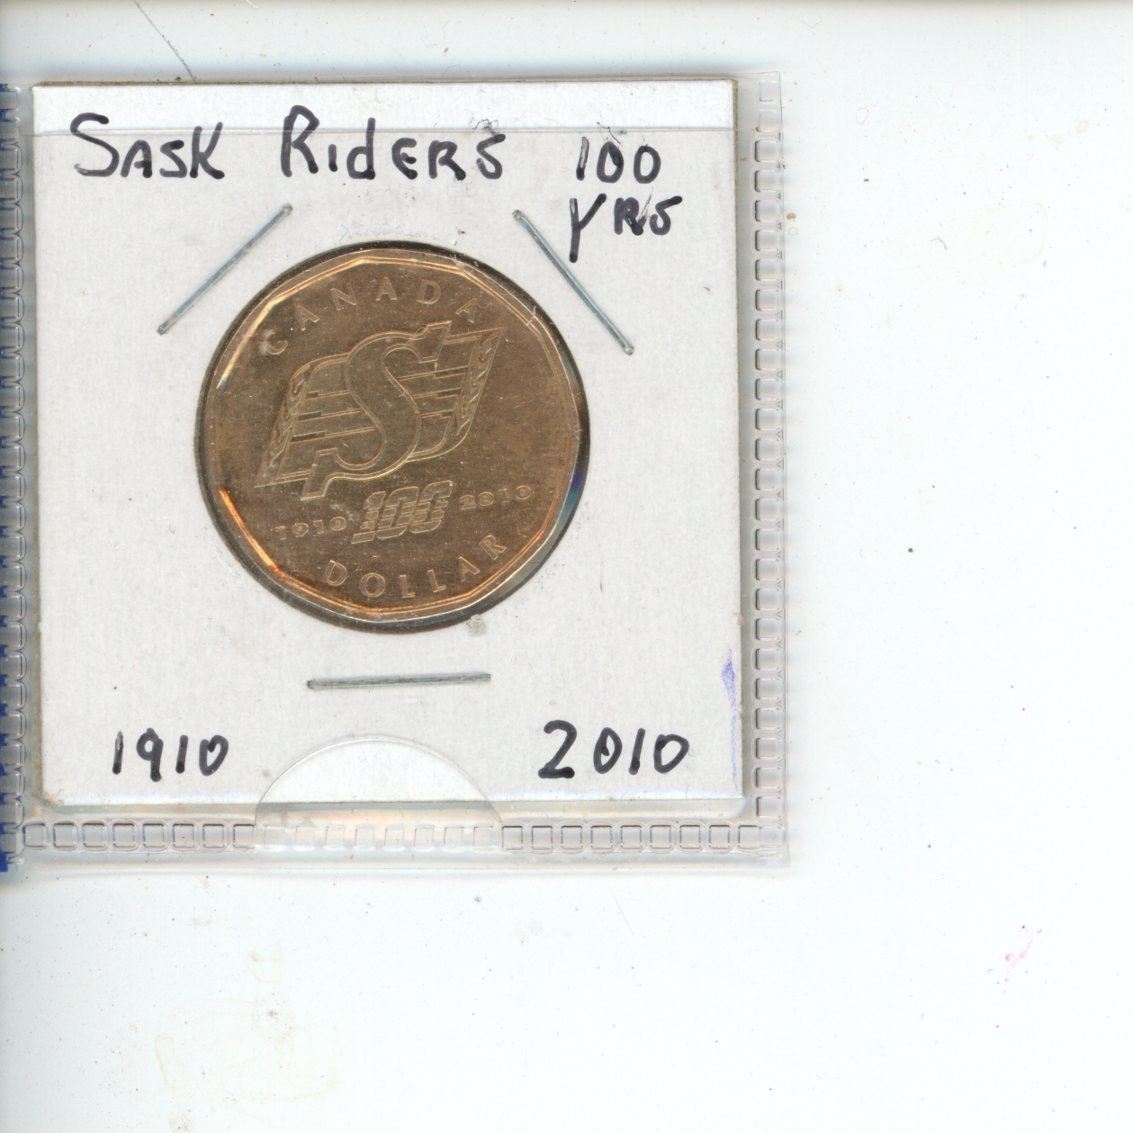 SASK RIDERS 100
YRS
CANADA
S
1910 100 2010
DOLLAR
1910 2010